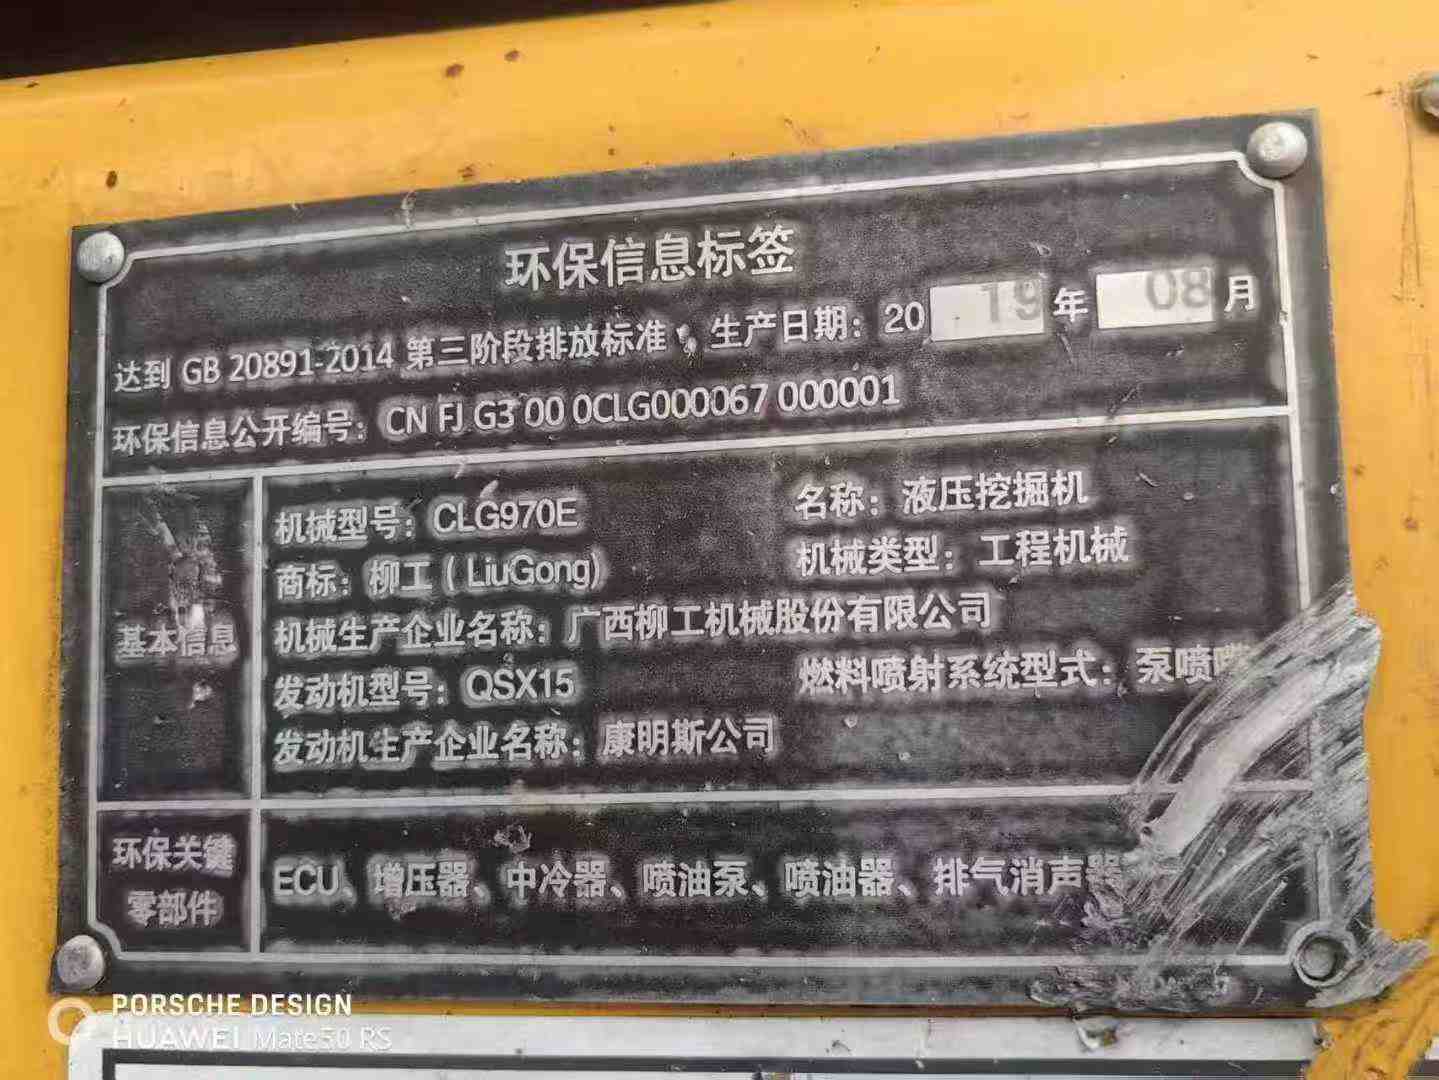 环保信息标签
达到 GB 20891-2014 第三阶段排放标准，生产日期：2019年08月
环保信息公开编号：CN FJ G3 00 0CLG000067 000001
基本信息
机械型号：CLG970E 名称：液压挖掘机
商标：柳工（LiuGong) 机械类型：工程机械
机械生产企业名称：广西柳工机械股份有限公司
发动机型号：QSX15 燃料喷射系统型式：泵喷嘴
发动机生产企业名称：康明斯公司
环保关键
零部件
ECU、增压器、中冷器、喷油泵、喷油器、排气消声器
PORSCHE DESIGN
HUAWEI Mate50 RS